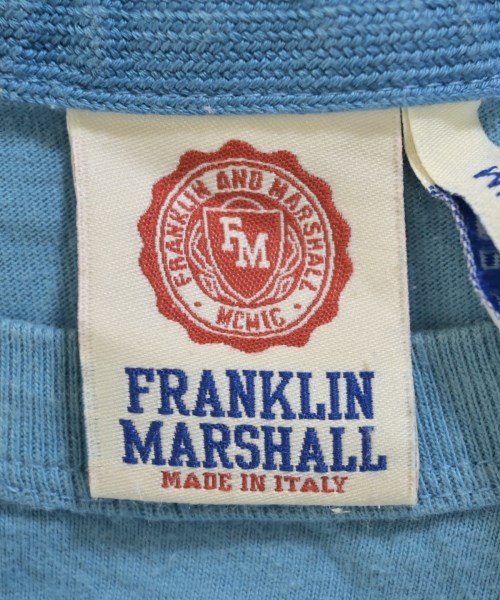 FRANKLIN AND MARSHALL
FM
MCMIC
FRANKLIN
MARSHALL
MADE IN ITALY